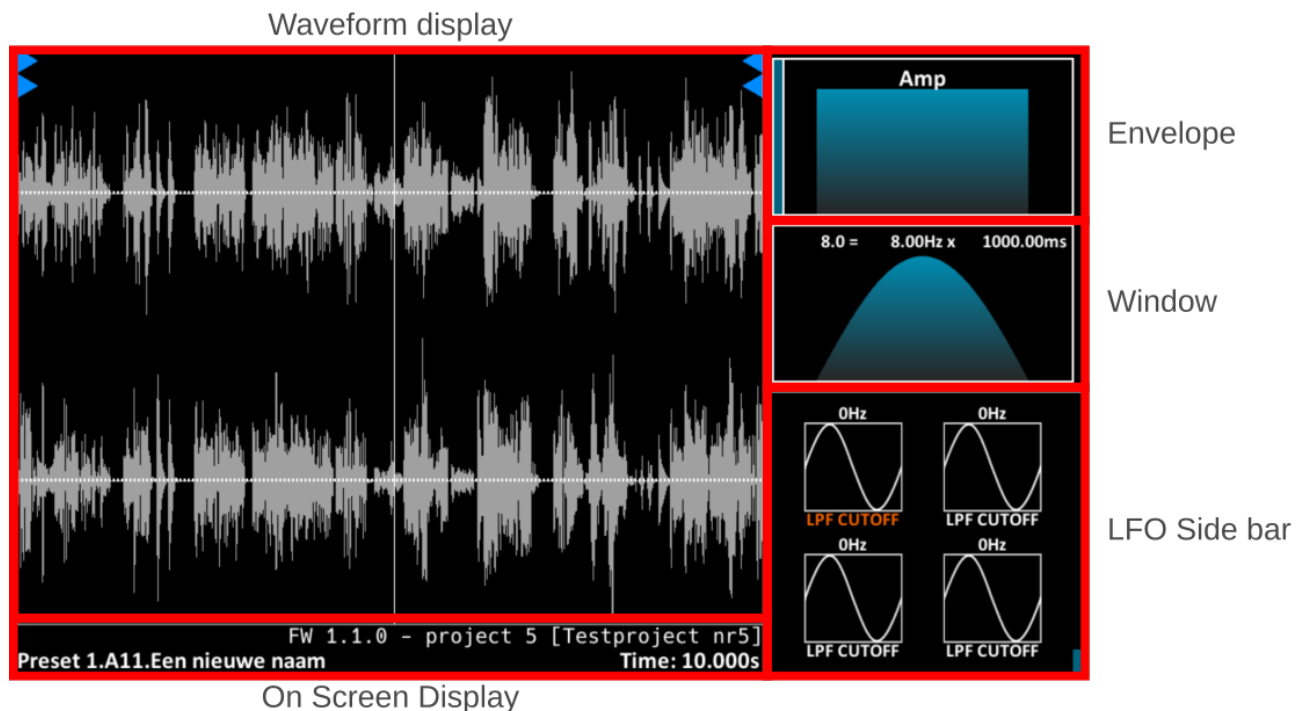 Waveform display
Amp
Envelope
8.0 = 8.00Hz x 1000.00ms
Window
0Hz 0Hz
LPF CUTOFF LPF CUTOFF
LFO Side bar
0Hz 0Hz
LPF CUTOFF LPF CUTOFF
FW 1.1.0 – project 5 [Testproject nr5]
Preset 1.A11.Een nieuwe naam Time: 10.000s
On Screen Display